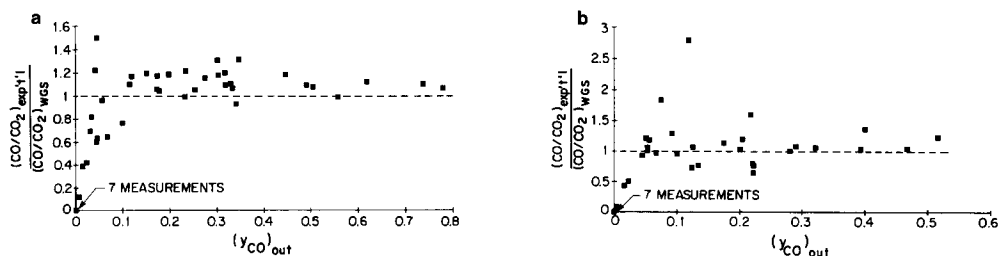 a
1.6
1.4
1.2
1
0.8
0.6
0.4
0.2
0
(CO/CO₂)exp't'l
(CO/CO₂)WGS
7 MEASUREMENTS
0 0.1 0.2 0.3 0.4 0.5 0.6 0.7 0.8
(yCO)out
b
3
2.5
2
1.5
1
0.5
0
(CO/CO₂)exp't'l
(CO/CO₂)WGS
7 MEASUREMENTS
0 0.1 0.2 0.3 0.4 0.5 0.6
(yCO)out